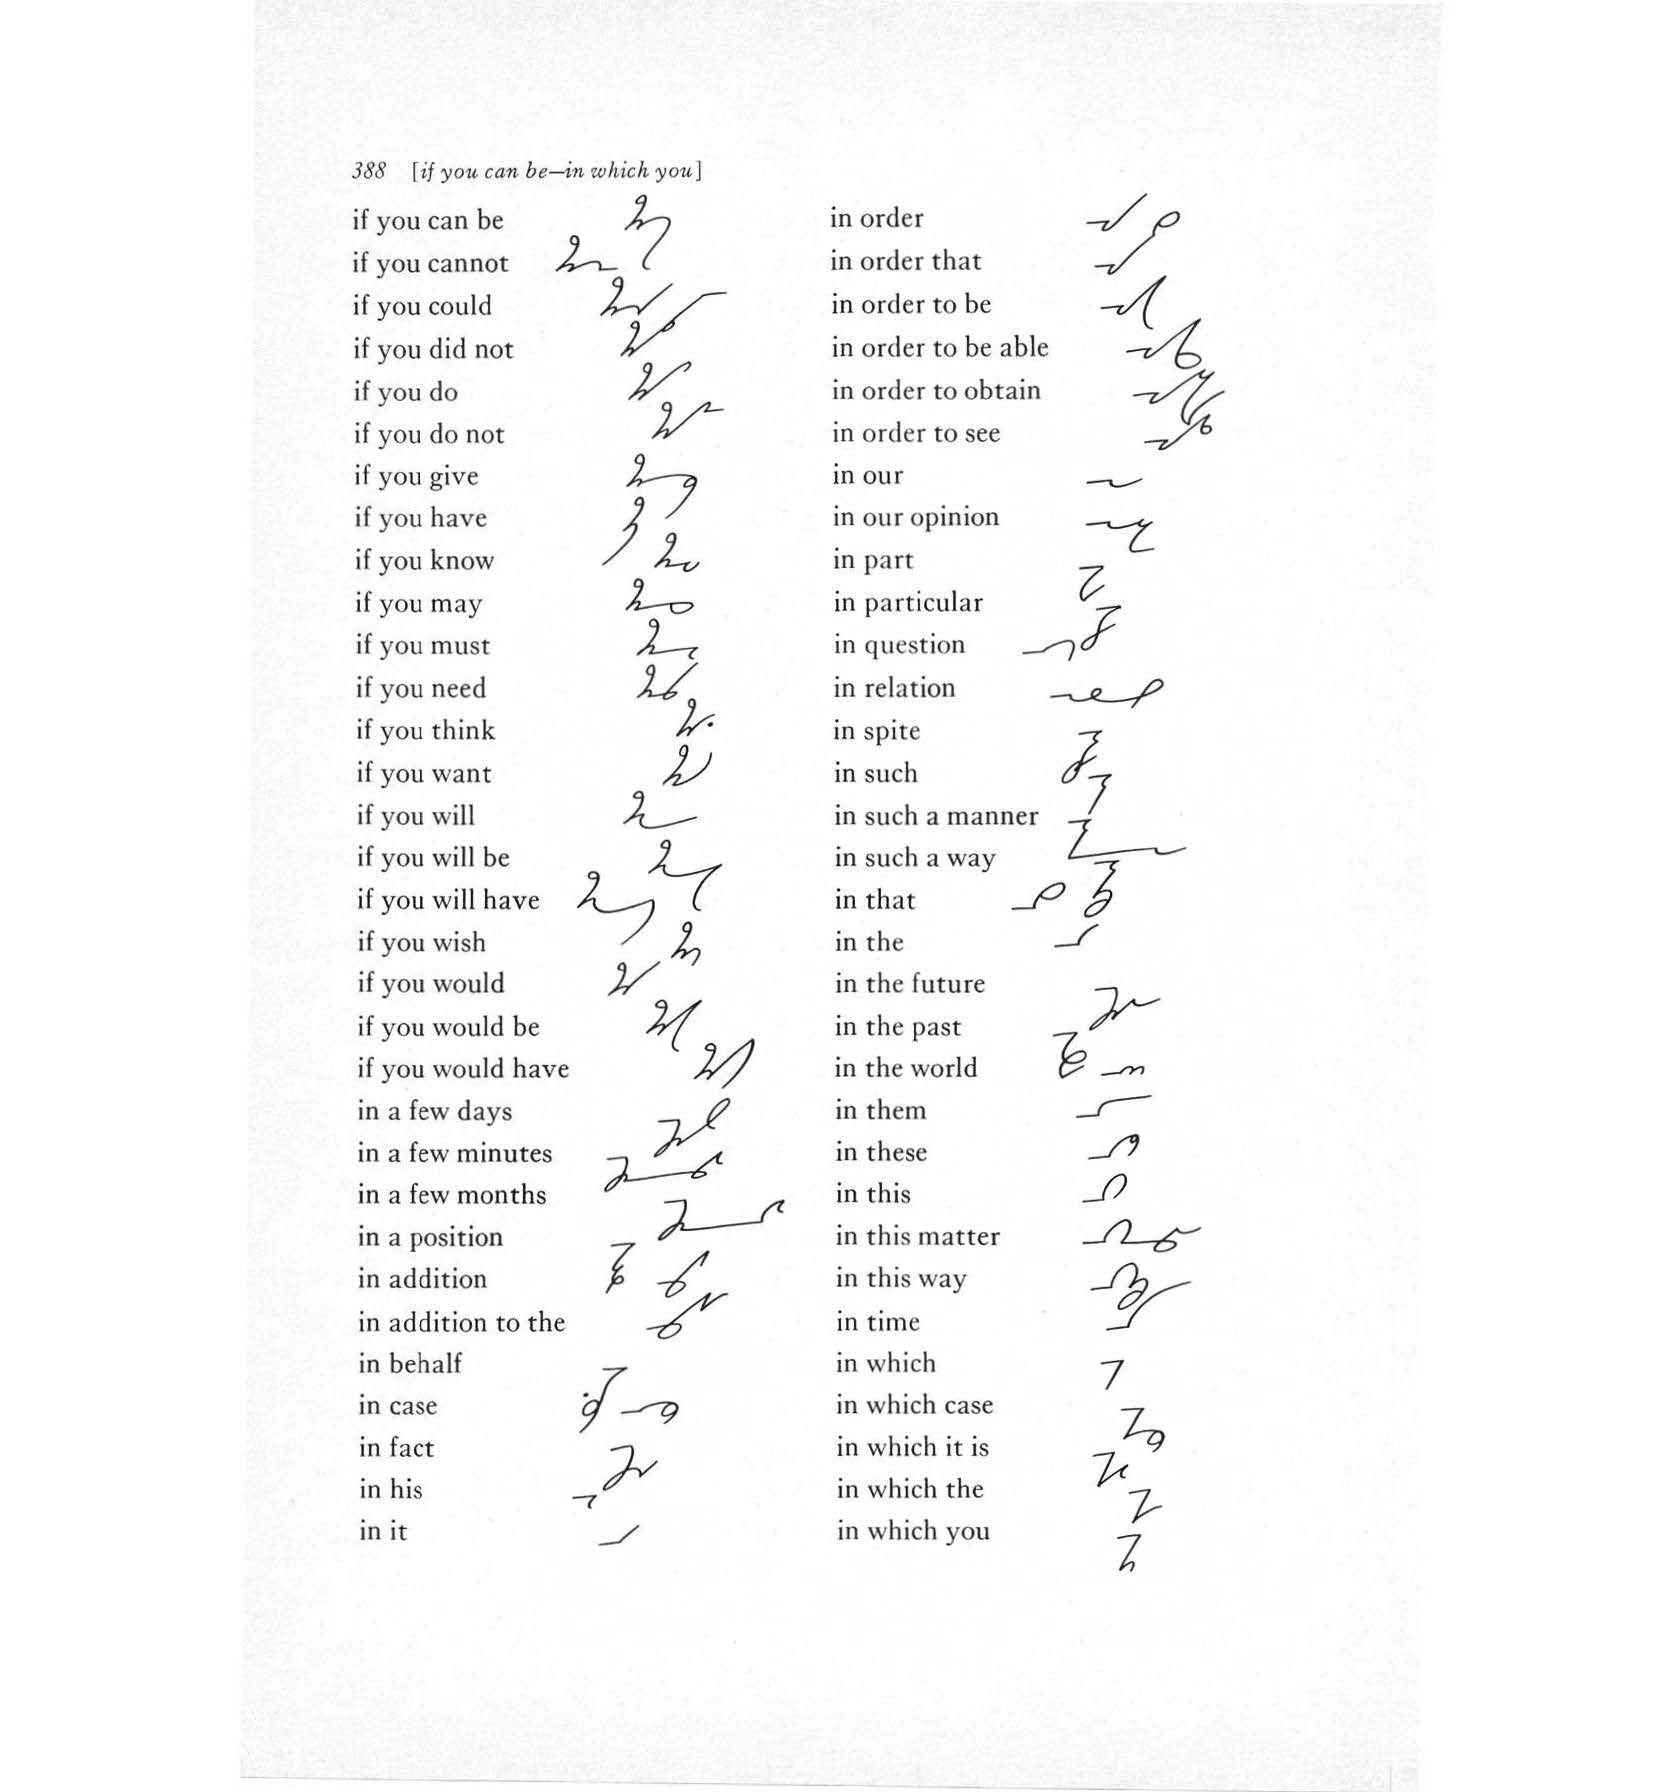 388 [if you can be—in which you]
if you can be
if you cannot
if you could
if you did not
if you do
if you do not
if you give
if you have
if you know
if you may
if you must
if you need
if you think
if you want
if you will
if you will be
if you will have
if you wish
if you would
if you would be
if you would have
in a few days
in a few minutes
in a few months
in a position
in addition
in addition to the
in behalf
in case
in fact
in his
in it
in order
in order that
in order to be
in order to be able
in order to obtain
in order to see
in our
in our opinion
in part
in particular
in question
in relation
in spite
in such
in such a manner
in such a way
in that
in the
in the future
in the past
in the world
in them
in these
in this
in this matter
in this way
in time
in which
in which case
in which it is
in which the
in which you